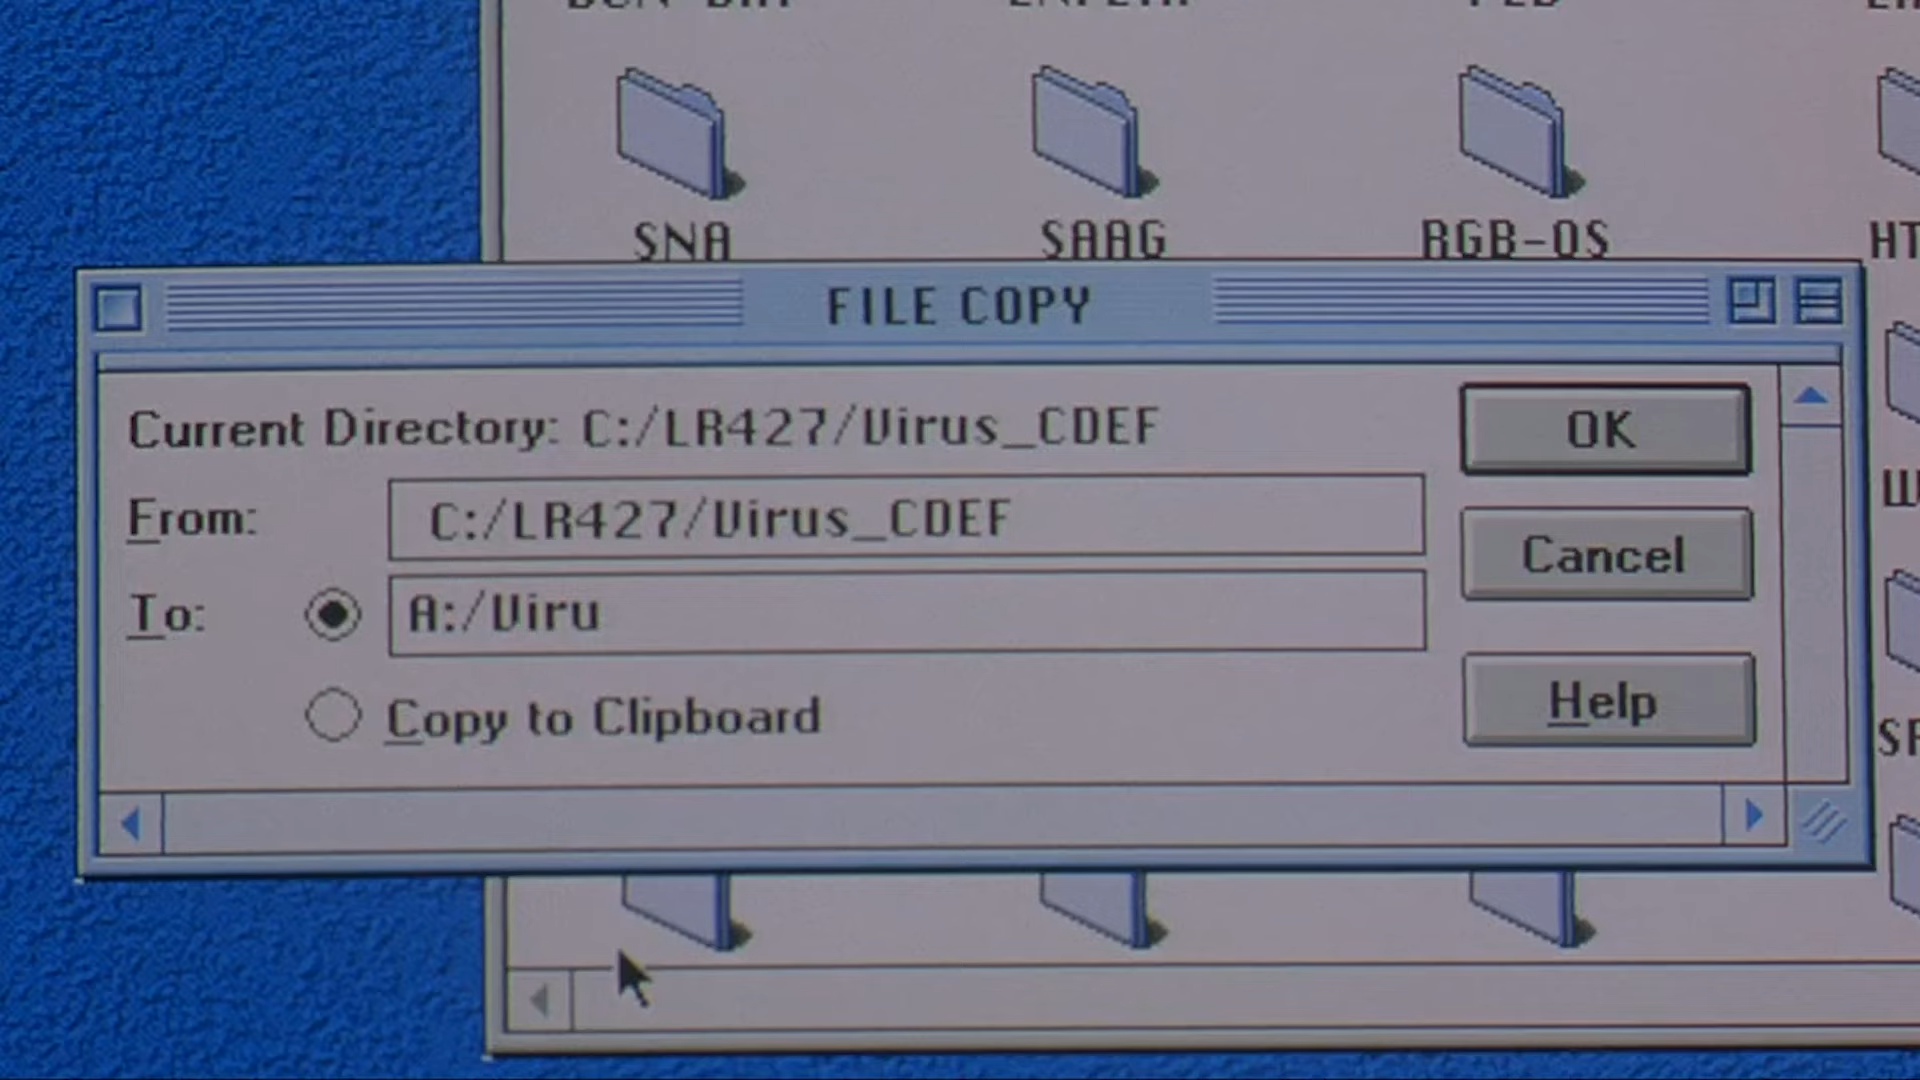 SNA
SAAG
RGB-OS
HT
FILE COPY
Current Directory: C:/LR427/Virus_CDEF
OK
From: C:/LR427/Virus_CDEF
Cancel
To: A:/Viru
Copy to Clipboard
Help